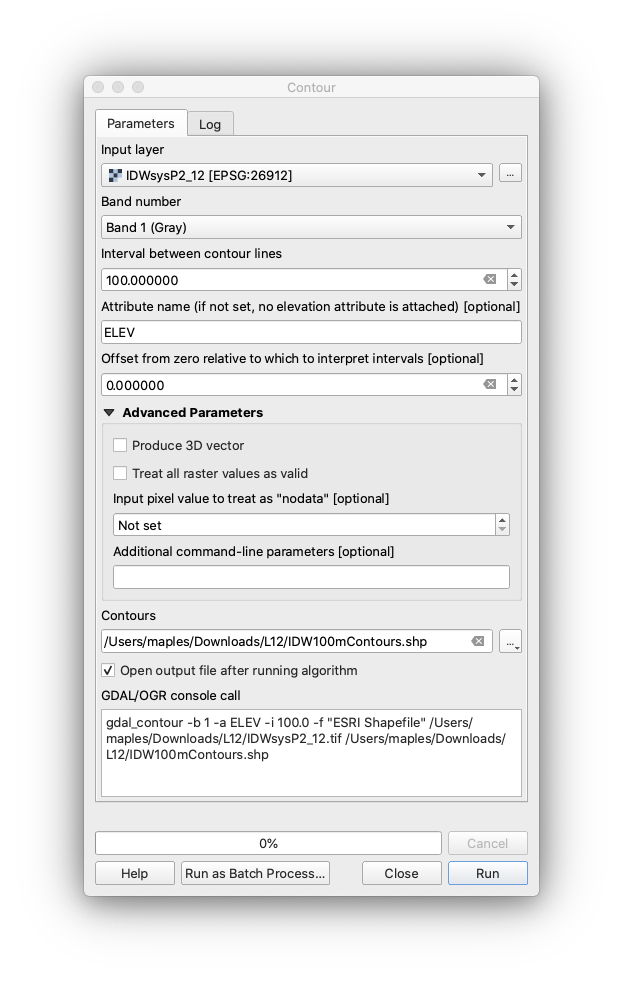 Contour
Parameters
Log
Input layer
IDWsysP2_12 [EPSG:26912]
...
Band number
Band 1 (Gray)
Interval between contour lines
100.000000
Attribute name (if not set, no elevation attribute is attached) [optional]
ELEV
Offset from zero relative to which to interpret intervals [optional]
0.000000
Advanced Parameters
Produce 3D vector
Treat all raster values as valid
Input pixel value to treat as "nodata" [optional]
Not set
Additional command-line parameters [optional]
Contours
/Users/maples/Downloads/L12/IDW100mContours.shp
...
Open output file after running algorithm
GDAL/OGR console call
gdal_contour -b 1 -a ELEV -i 100.0 -f "ESRI Shapefile" /Users/
maples/Downloads/L12/IDWsysP2_12.tif /Users/maples/Downloads/
L12/IDW100mContours.shp
0%
Cancel
Help
Run as Batch Process...
Close
Run